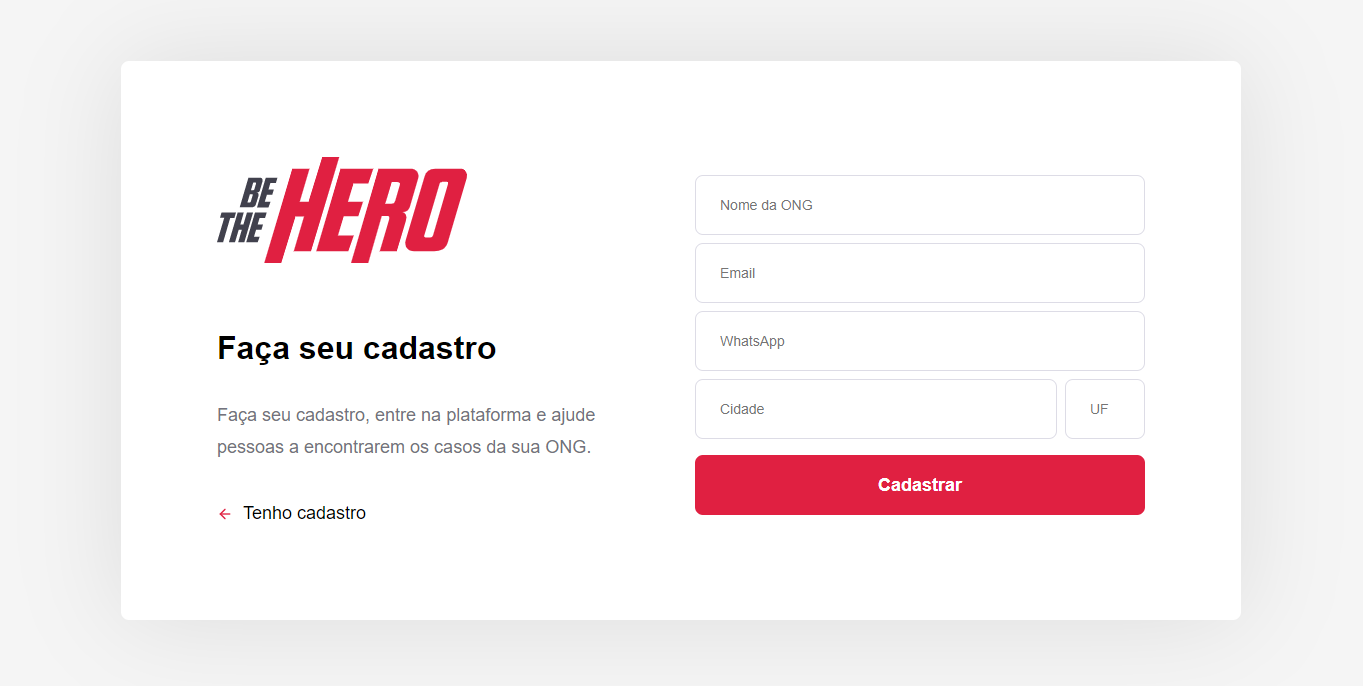 BE
THE
HERO
Faça seu cadastro
Faça seu cadastro, entre na plataforma e ajude
pessoas a encontrarem os casos da sua ONG.
Tenho cadastro
Nome da ONG
Email
WhatsApp
Cidade
UF
Cadastrar